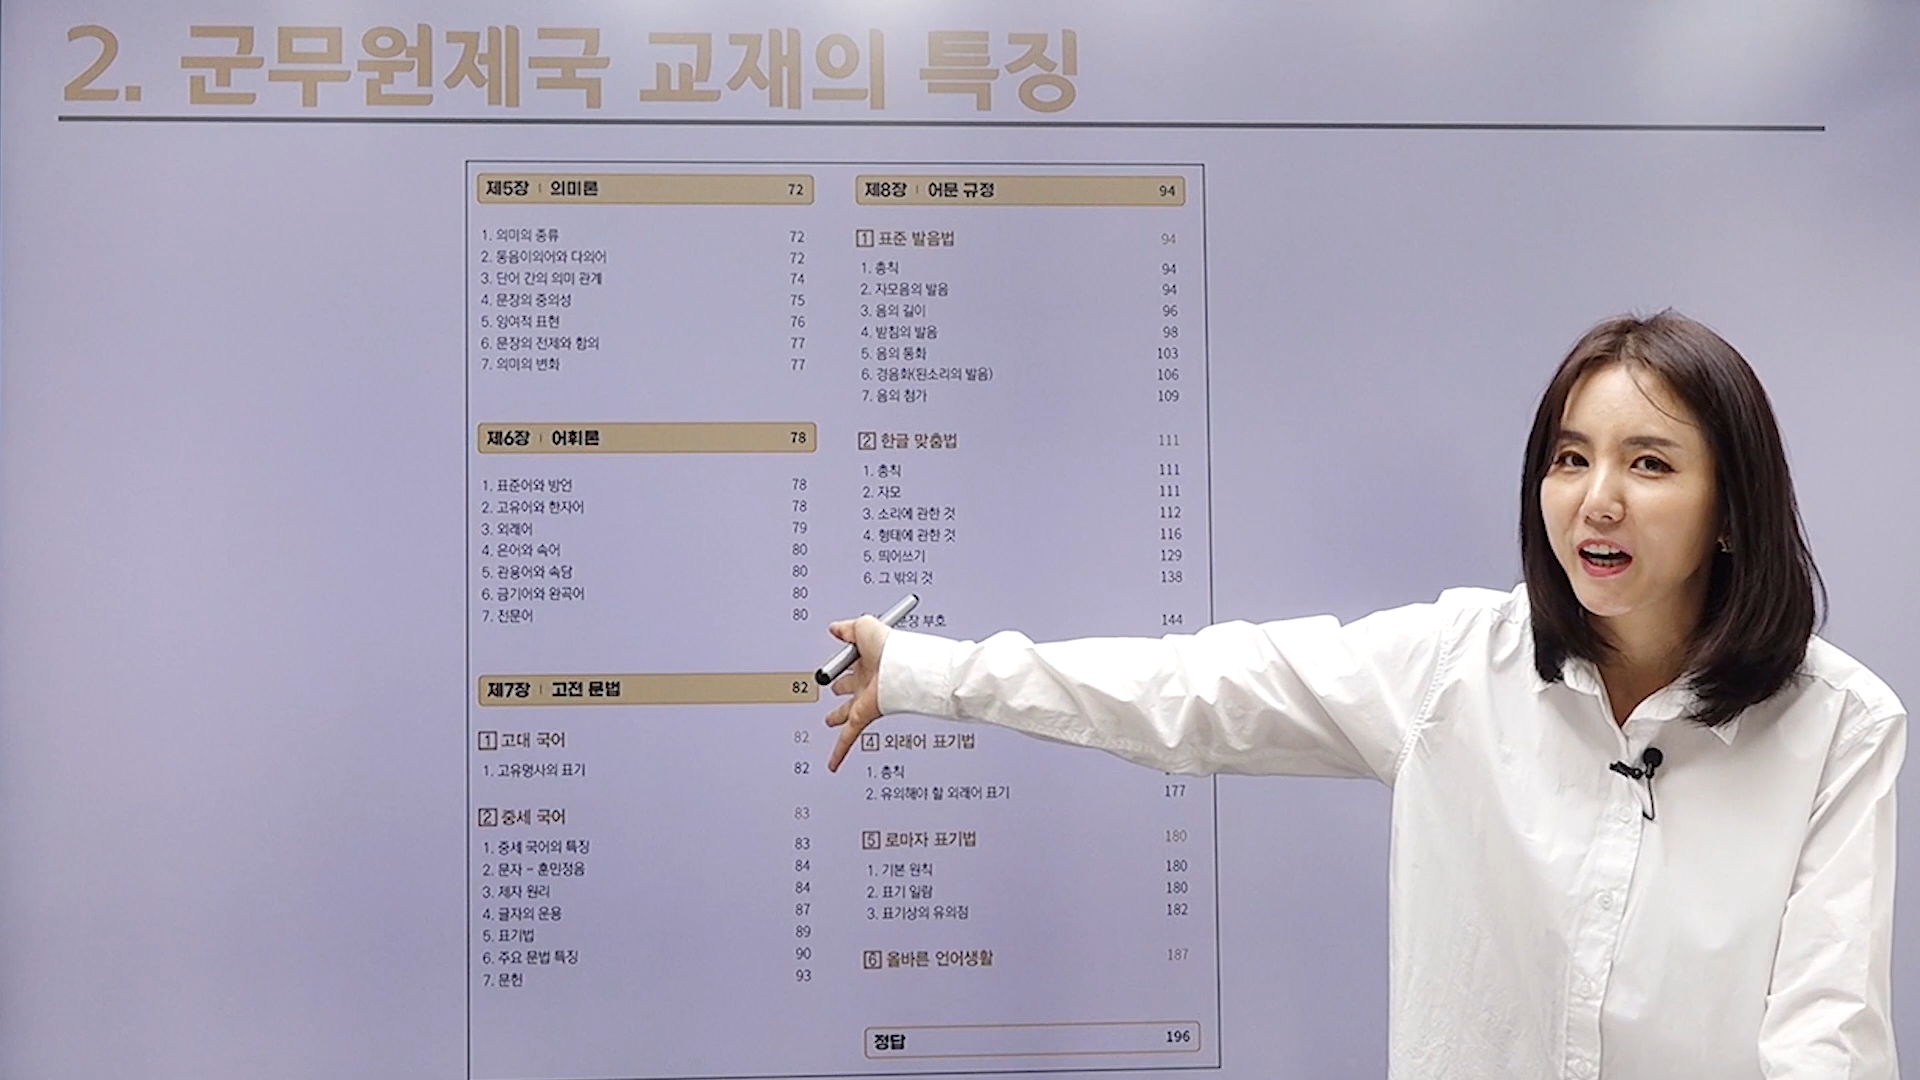 2. 군무원제국 교재의 특징
제5장 | 의미론 72
1. 의미의 종류 72
2. 동음이의어와 다의어 72
3. 단어 간의 의미 관계 74
4. 문장의 중의성 75
5. 잉여적 표현 76
6. 문장의 전제와 함의 77
7. 의미의 변화 77
제6장 | 어휘론 78
1. 표준어와 방언 78
2. 고유어와 한자어 78
3. 외래어 79
4. 은어와 속어 80
5. 관용어와 속담 80
6. 금기어와 완곡어 80
7. 전문어 80
제7장 | 고전 문법 82
1 고대 국어 82
1. 고유명사의 표기 82
2 중세 국어 83
1. 중세 국어의 특징 83
2. 문자 - 훈민정음 84
3. 제자 원리 84
4. 글자의 운용 87
5. 표기법 89
6. 주요 문법 특징 90
7. 문헌 93
제8장 | 어문 규정 94
1 표준 발음법 94
1. 총칙 94
2. 자모음의 발음 94
3. 음의 길이 96
4. 받침의 발음 98
5. 음의 동화 103
6. 경음화(된소리의 발음) 106
7. 음의 첨가 109
2 한글 맞춤법 111
1. 총칙 111
2. 자모 111
3. 소리에 관한 것 112
4. 형태에 관한 것 116
5. 띄어쓰기 129
6. 그 밖의 것 138
부호 144
4 외래어 표기법
1. 총칙
2. 유의해야 할 외래어 표기 177
5 로마자 표기법 180
1. 기본 원칙 180
2. 표기 일람 180
3. 표기상의 유의점 182
6 올바른 언어생활 187
정답 196